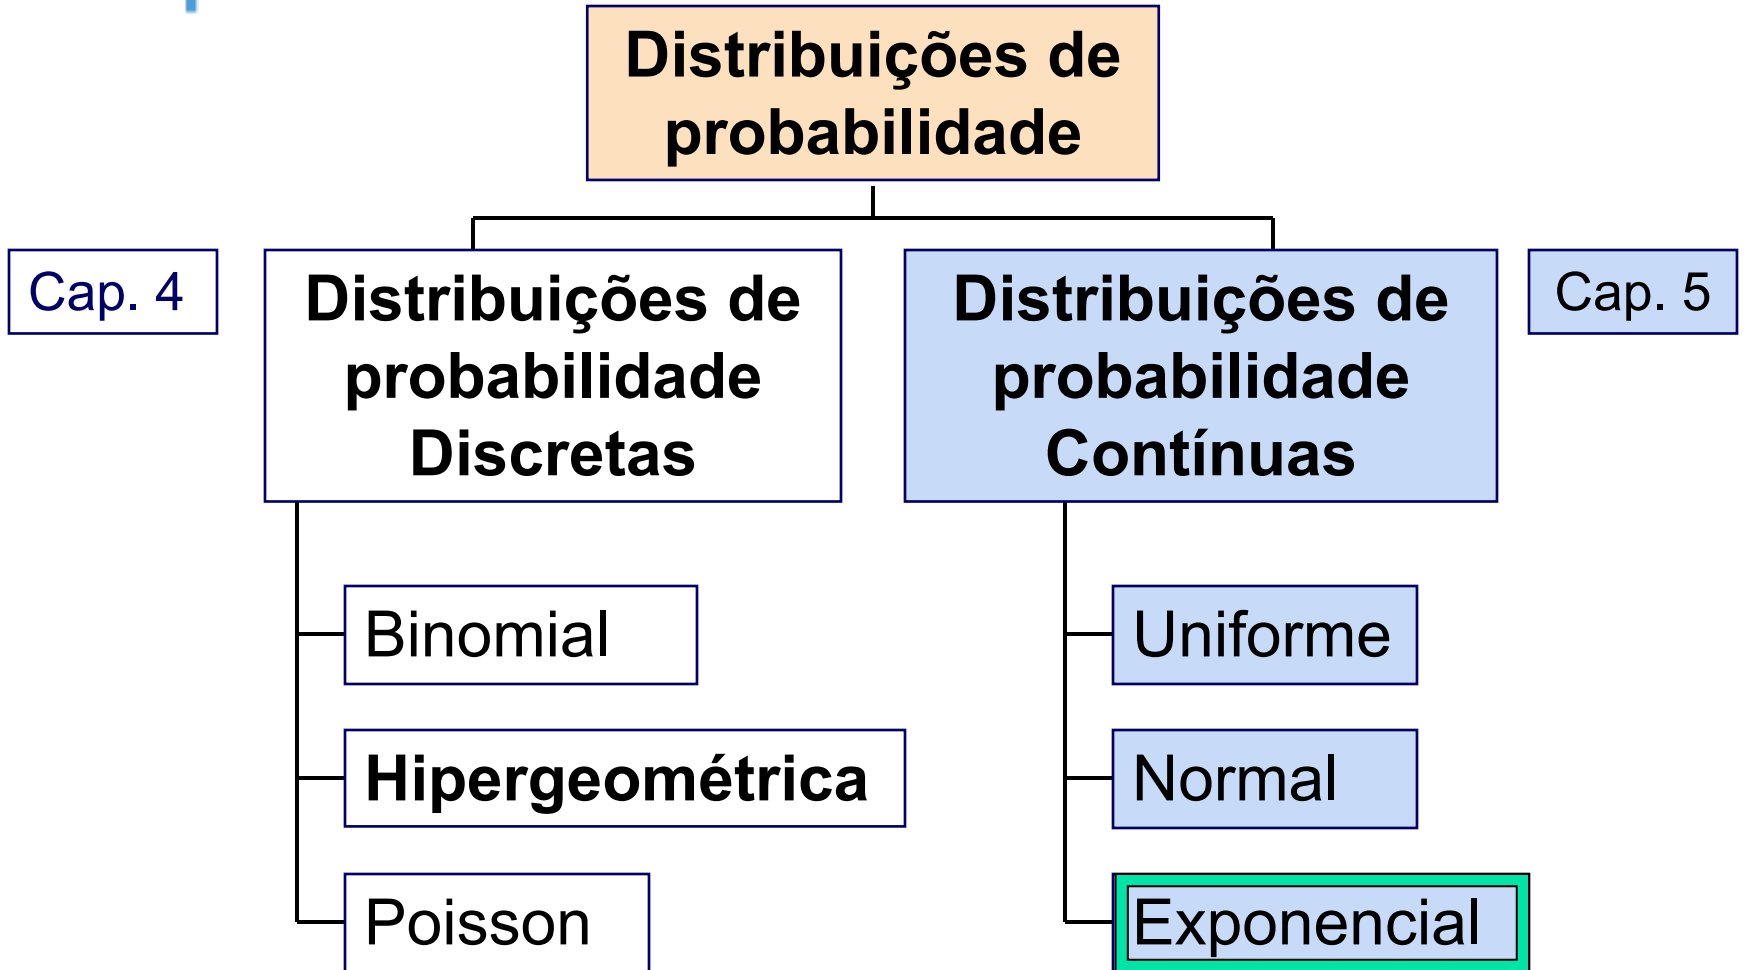 Distribuições de
probabilidade
Cap. 4
Distribuições de
probabilidade
Discretas
Distribuições de
probabilidade
Contínuas
Cap. 5
Binomial
Hipergeométrica
Poisson
Uniforme
Normal
Exponencial